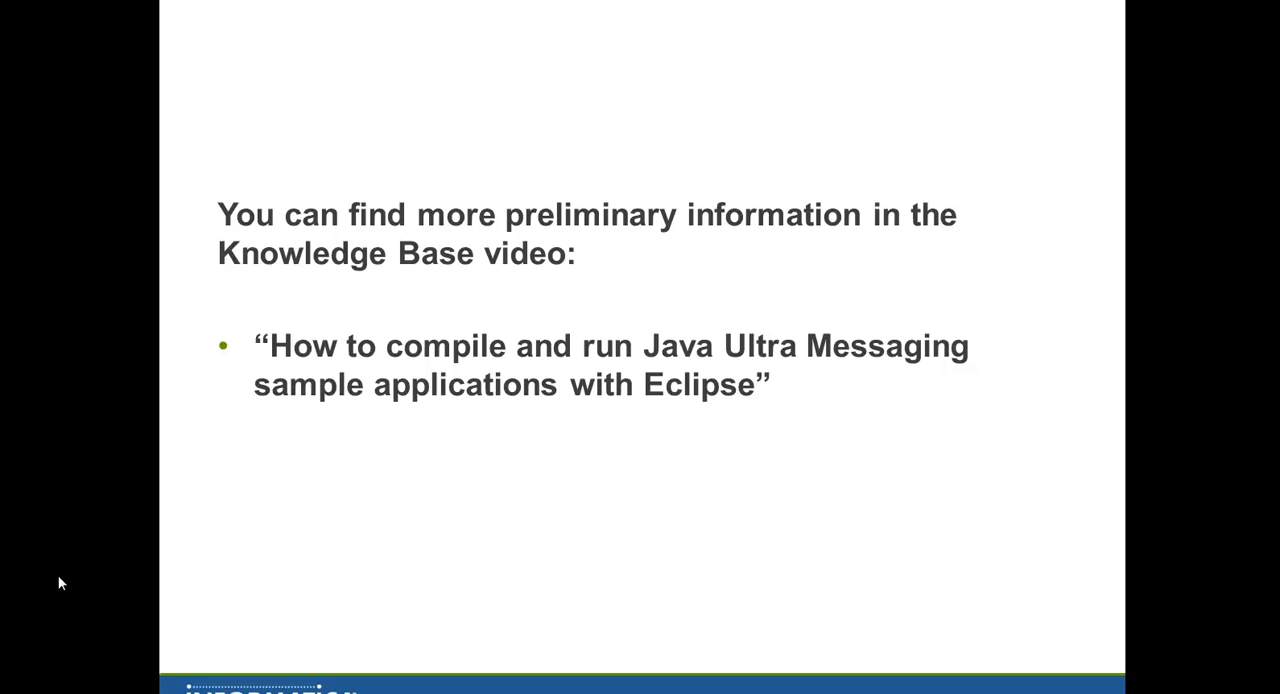 You can find more preliminary information in the
Knowledge Base video:
• “How to compile and run Java Ultra Messaging
sample applications with Eclipse”
INFORMATICA